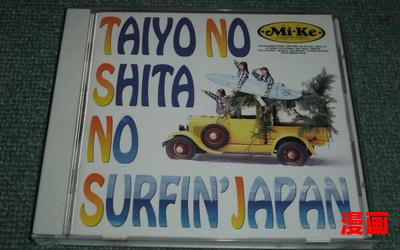 Mi-Ke
TAIYO NO
SHITA
NO
SURFIN' JAPAN
漫画